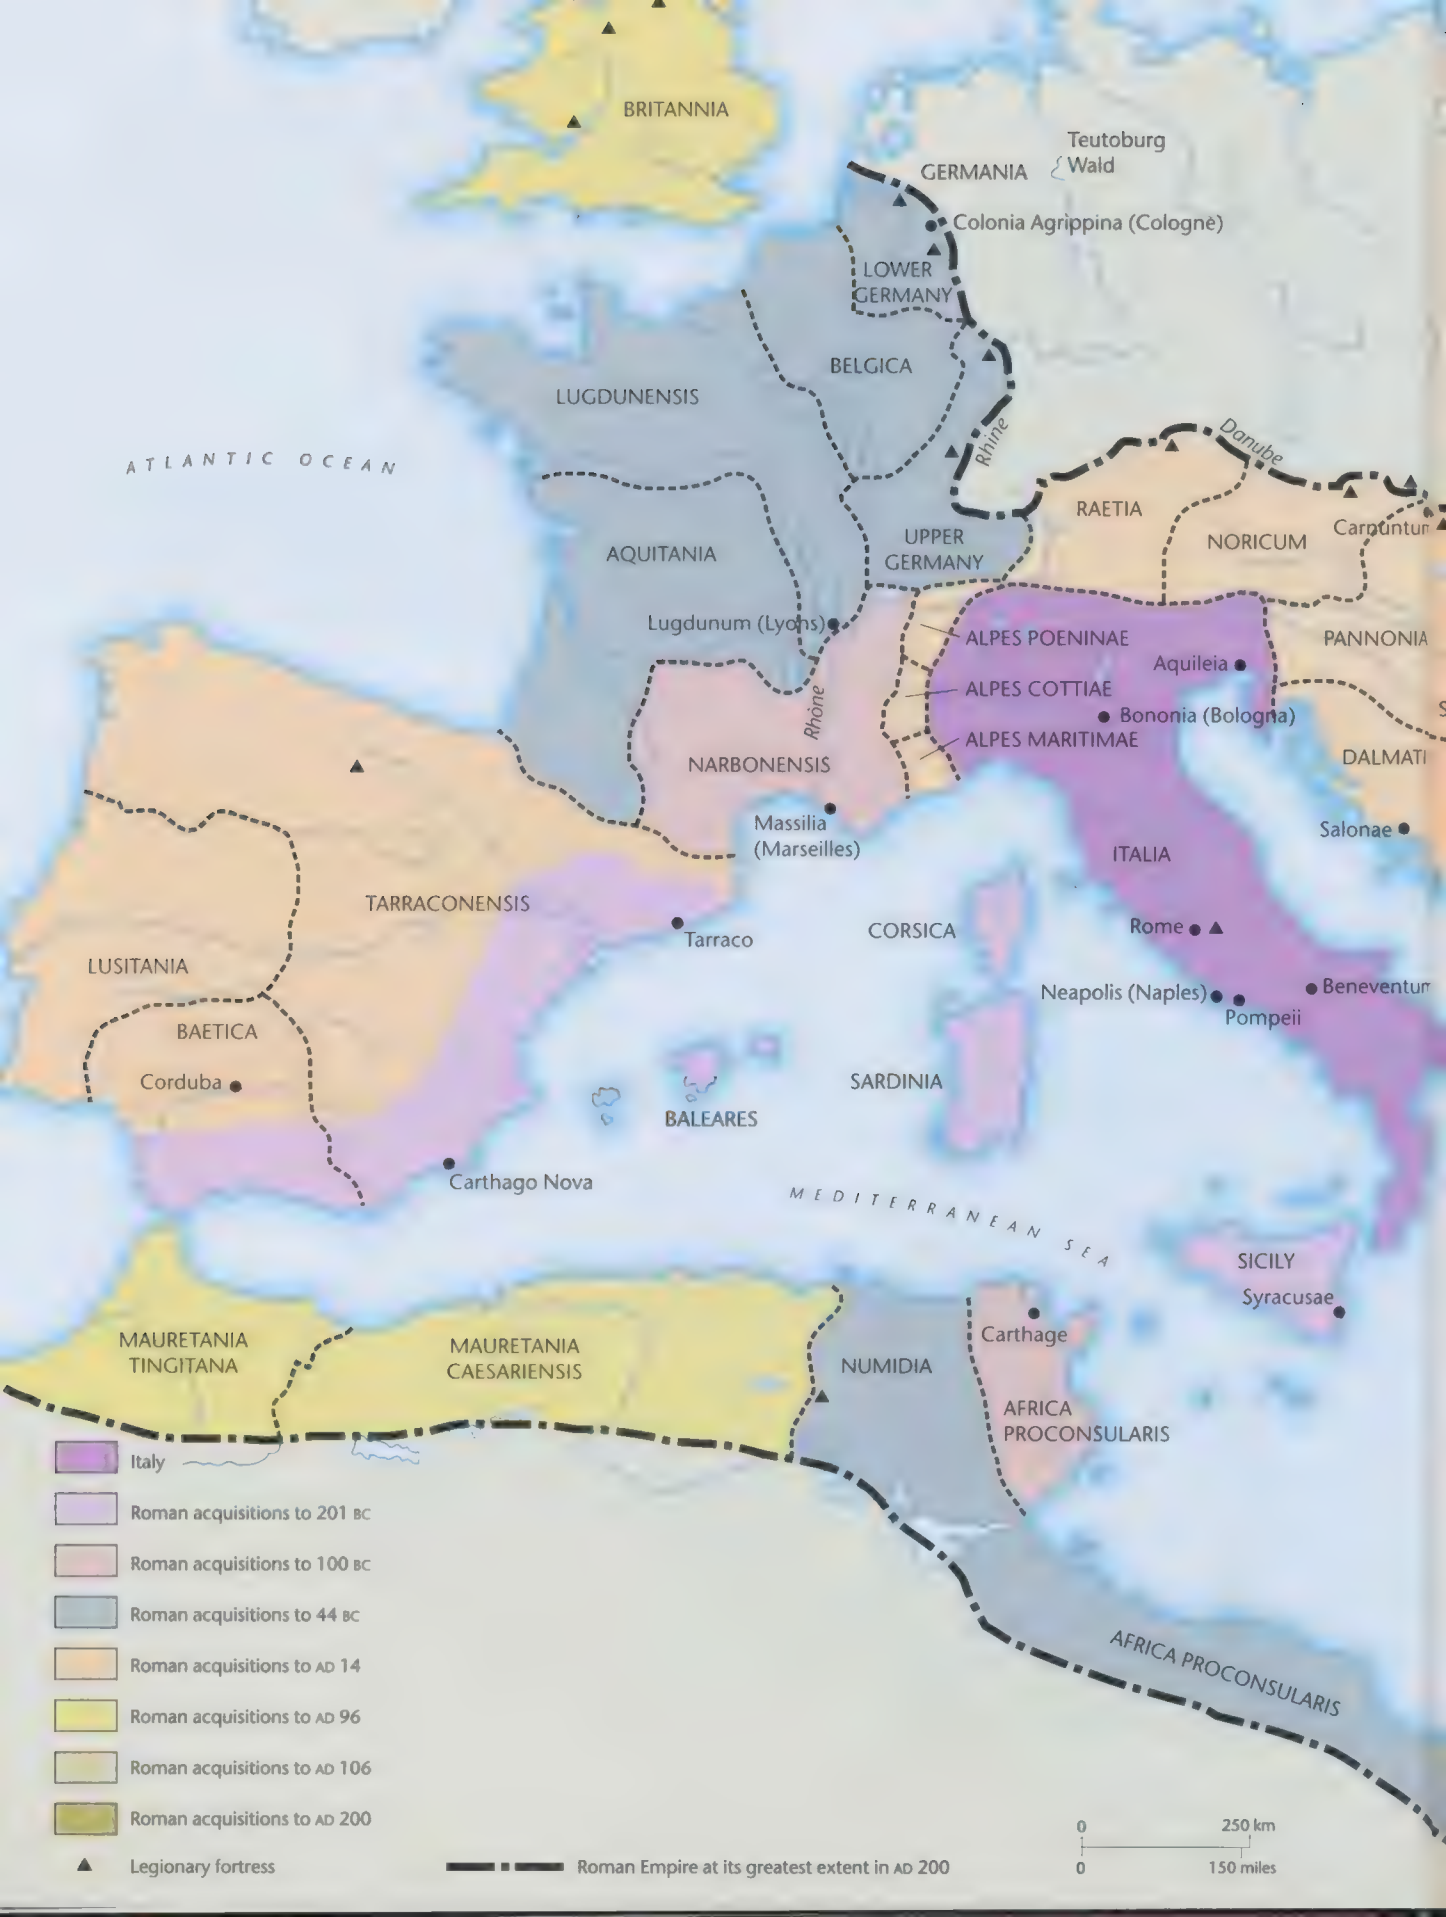 BRITANNIA
Teutoburg
Wald
GERMANIA
Colonia Agrippina (Cologne)
LOWER
GERMANY
BELGICA
LUGDUNENSIS
Rhine
Danube
ATLANTIC OCEAN
RAETIA
NORICUM
UPPER
GERMANY
AQUITANIA
Lugdunum (Lyons)
ALPES POENINAE
PANNONIA
Aquileia
ALPES COTTIAE
Rhône
Bononia (Bologna)
ALPES MARITIMAE
NARBONENSIS
DALMATI
Massilia
(Marseilles)
Salonae
ITALIA
TARRACONENSIS
Tarraco
CORSICA
Rome
LUSITANIA
Neapolis (Naples)
Beneventum
Pompeii
BAETICA
Corduba
SARDINIA
BALEARES
Carthago Nova
MEDITERRANEAN SEA
SICILY
Syracusae
MAURETANIA
TINGITANA
MAURETANIA
CAESARIENSIS
Carthage
NUMIDIA
AFRICA
PROCONSULARIS
AFRICA PROCONSULARIS
Italy
Roman acquisitions to 201 BC
Roman acquisitions to 100 BC
Roman acquisitions to 44 BC
Roman acquisitions to AD 14
Roman acquisitions to AD 96
Roman acquisitions to AD 106
Roman acquisitions to AD 200
Legionary fortress
Roman Empire at its greatest extent in AD 200
0 250 km
0 150 miles